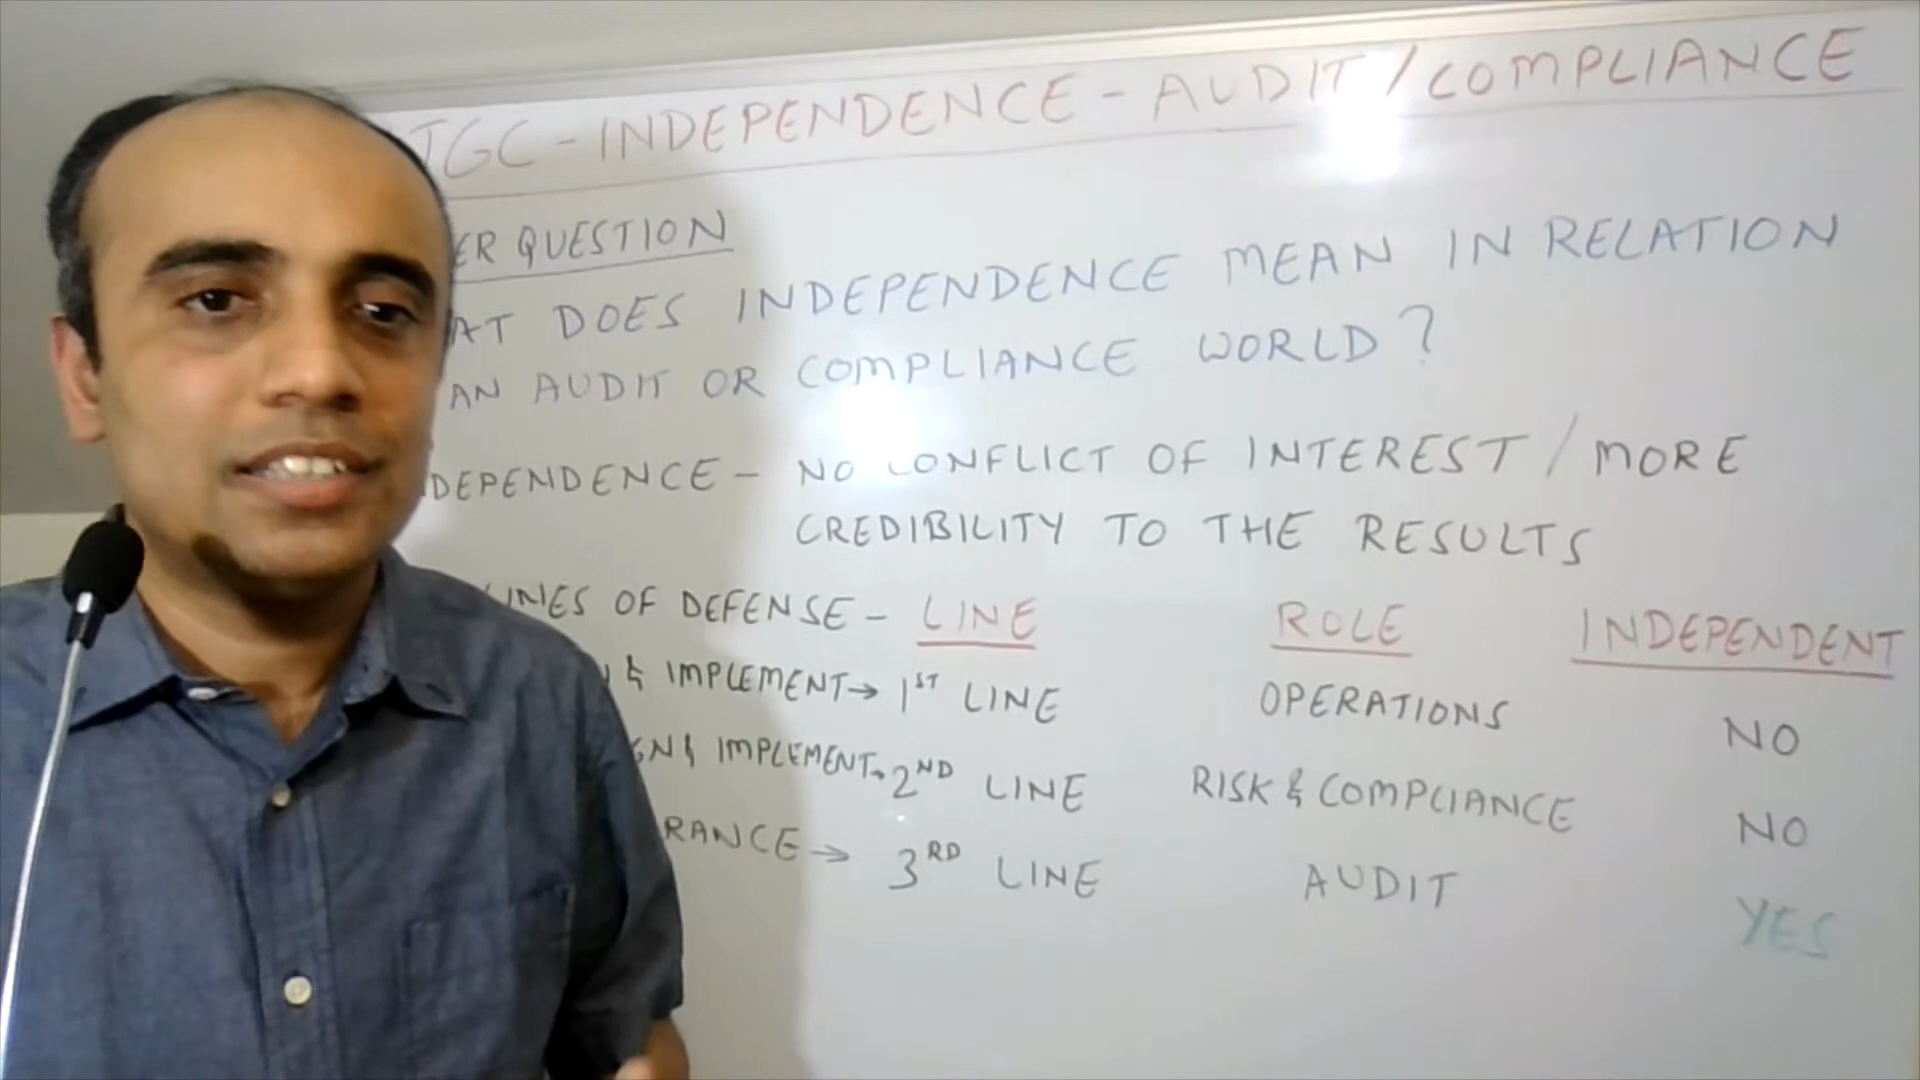 TGC - INDEPENDENCE - AUDIT / COMPLIANCE
ER QUESTION
AT DOES INDEPENDENCE MEAN IN RELATION
AN AUDIT OR COMPLIANCE WORLD ?
DEPENDENCE - NO CONFLICT OF INTEREST / MORE
CREDIBILITY TO THE RESULTS
LINES OF DEFENSE - LINE ROLE INDEPENDENT
N & IMPLEMENT → 1ST LINE OPERATIONS NO
GN & IMPLEMENT → 2ND LINE RISK & COMPLIANCE NO
RANCE → 3RD LINE AUDIT YES